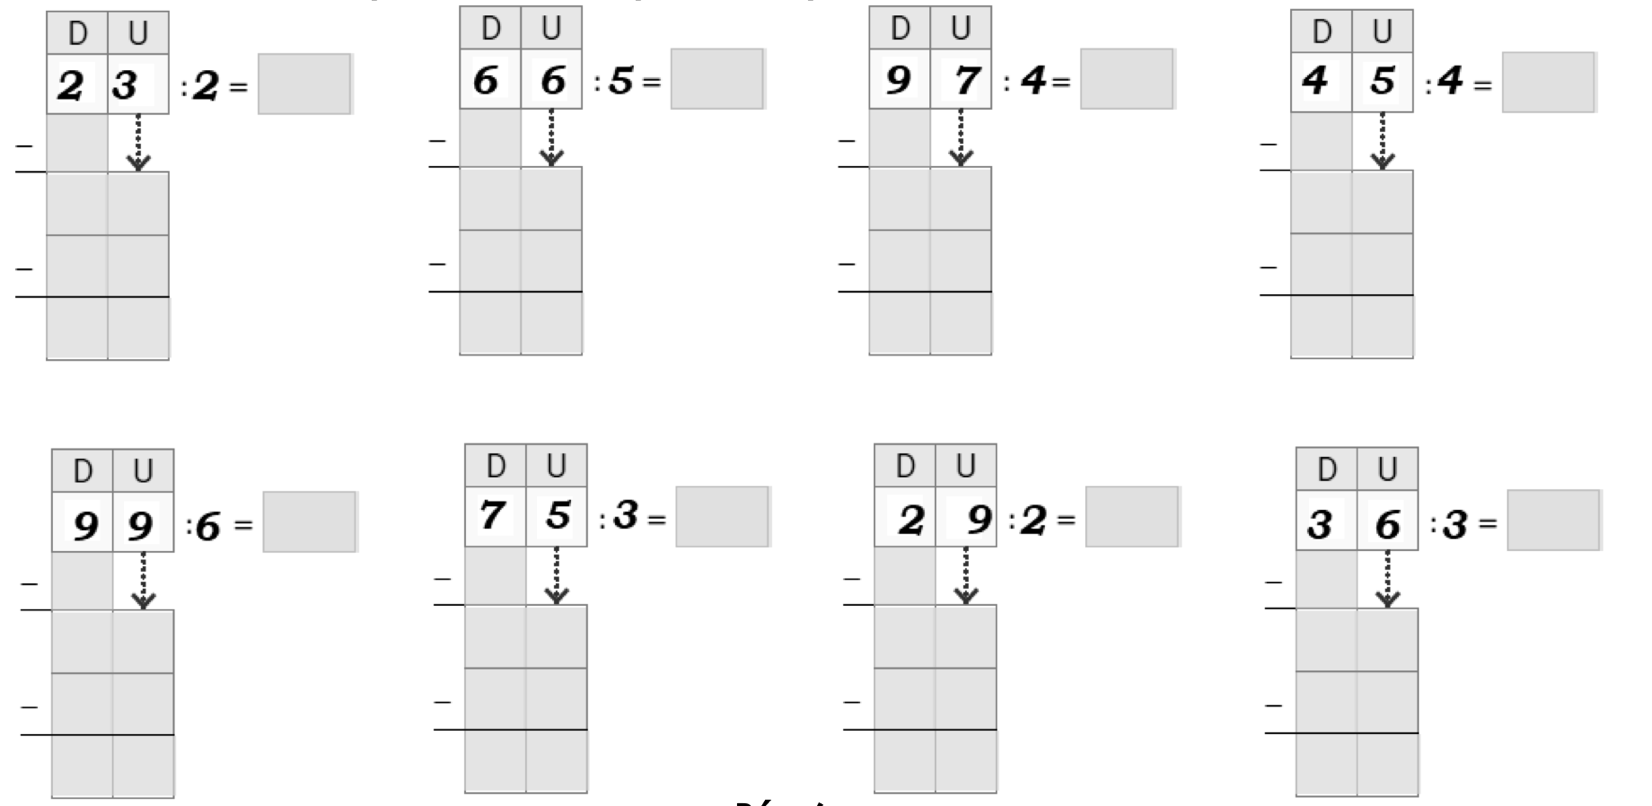 D U
2 3 :2 =
D U
6 6 :5 =
D U
9 7 :4=
D U
4 5 :4 =
D U
9 9 :6 =
D U
7 5 :3 =
D U
2 9 :2 =
D U
3 6 :3 =